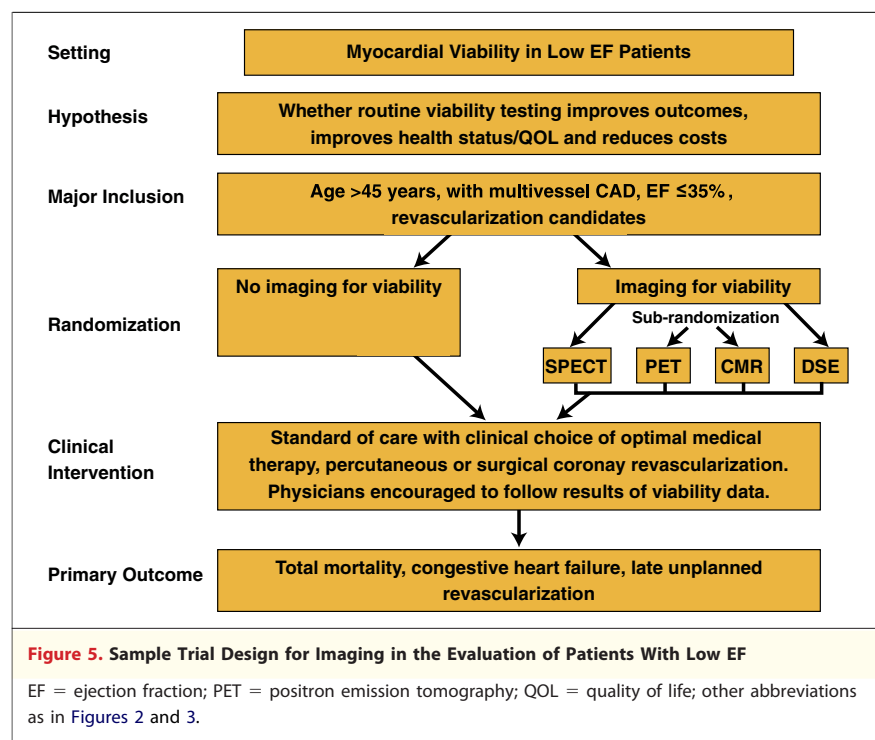 Setting
Myocardial Viability in Low EF Patients
Hypothesis
Whether routine viability testing improves outcomes,
improves health status/QOL and reduces costs
Major Inclusion
Age >45 years, with multivessel CAD, EF ≤35%,
revascularization candidates
Randomization
No imaging for viability
Imaging for viability
Sub-randomization
SPECT
PET
CMR
DSE
Clinical
Intervention
Standard of care with clinical choice of optimal medical
therapy, percutaneous or surgical coronay revascularization.
Physicians encouraged to follow results of viability data.
Primary Outcome
Total mortality, congestive heart failure, late unplanned
revascularization
Figure 5. Sample Trial Design for Imaging in the Evaluation of Patients With Low EF
EF = ejection fraction; PET = positron emission tomography; QOL = quality of life; other abbreviations
as in Figures 2 and 3.